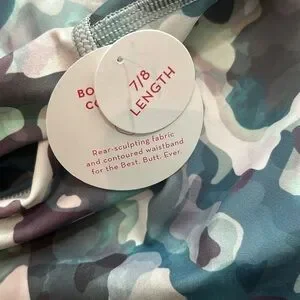 7/8
LENGTH
BO
CO
Rear-sculpting fabric
and contoured waistband
for the Best. Butt. Ever.